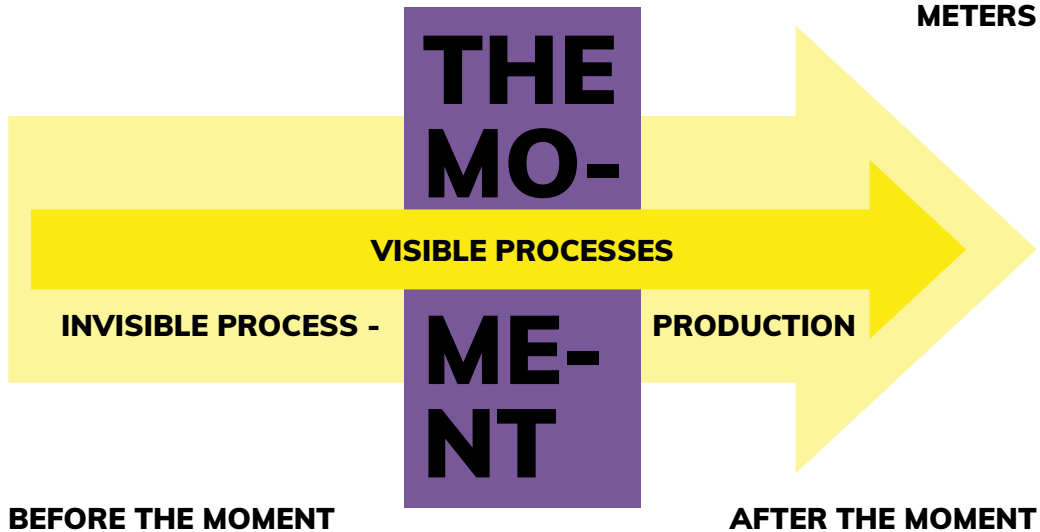 METERS
THE
MO-
VISIBLE PROCESSES
INVISIBLE PROCESS - PRODUCTION
ME-
NT
BEFORE THE MOMENT
AFTER THE MOMENT